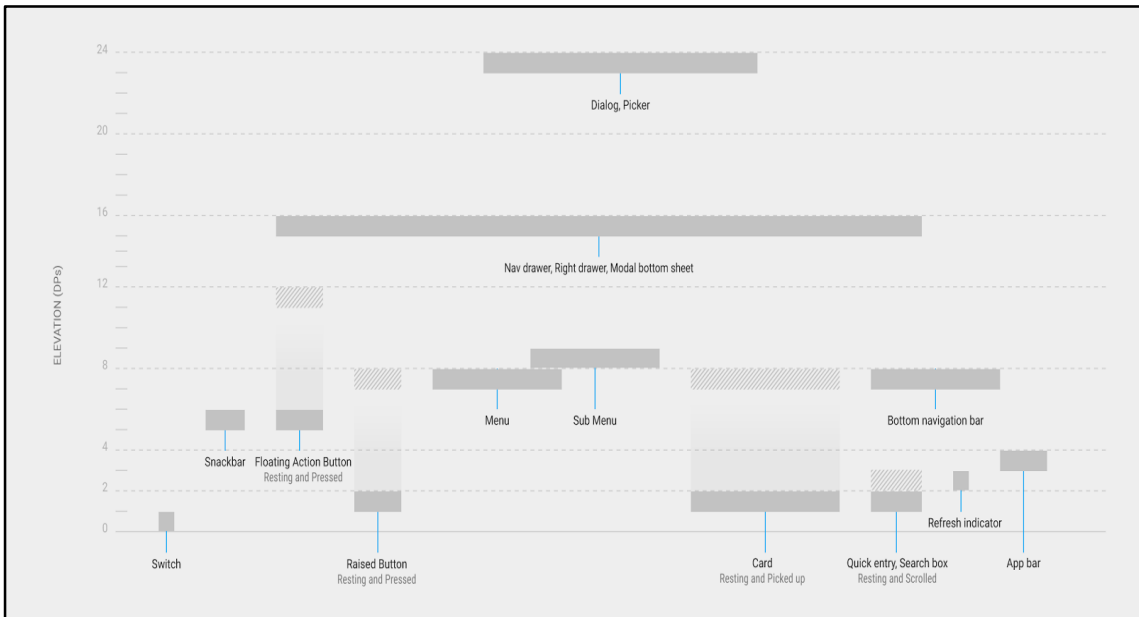 24
Dialog, Picker
20
16
Nav drawer, Right drawer, Modal bottom sheet
12
ELEVATION (DPs)
8
Menu
Sub Menu
Bottom navigation bar
4
Snackbar
Floating Action Button
Resting and Pressed
2
Refresh indicator
0
Switch
Raised Button
Resting and Pressed
Card
Resting and Picked up
Quick entry, Search box
Resting and Scrolled
App bar